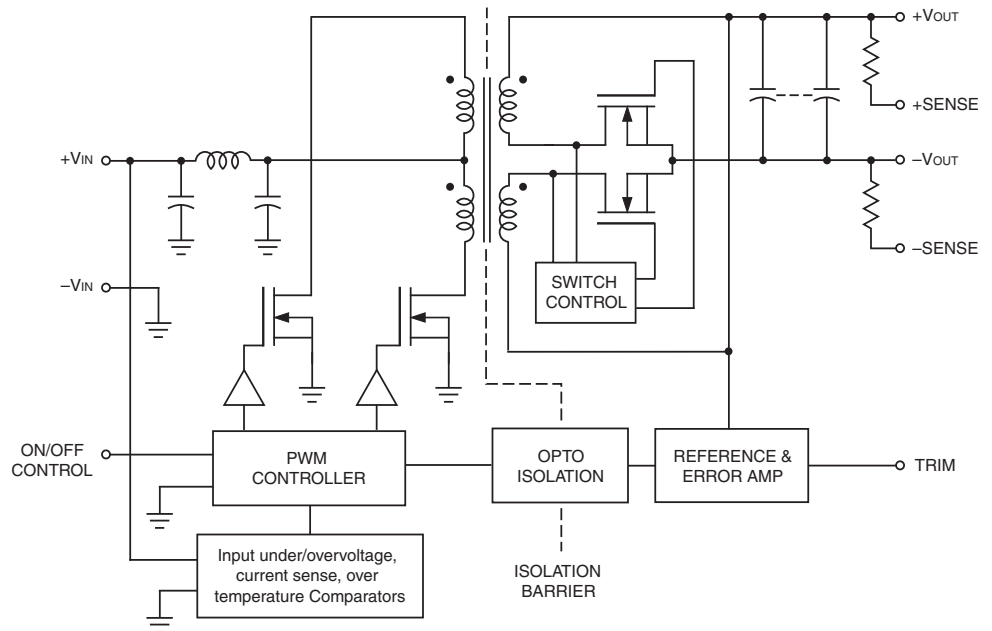 +VOUT
+SENSE
+VIN
–VOUT
–SENSE
–VIN
SWITCH
CONTROL
ON/OFF
CONTROL
PWM
CONTROLLER
OPTO
ISOLATION
REFERENCE &
ERROR AMP
TRIM
Input under/overvoltage,
current sense, over
temperature Comparators
ISOLATION
BARRIER